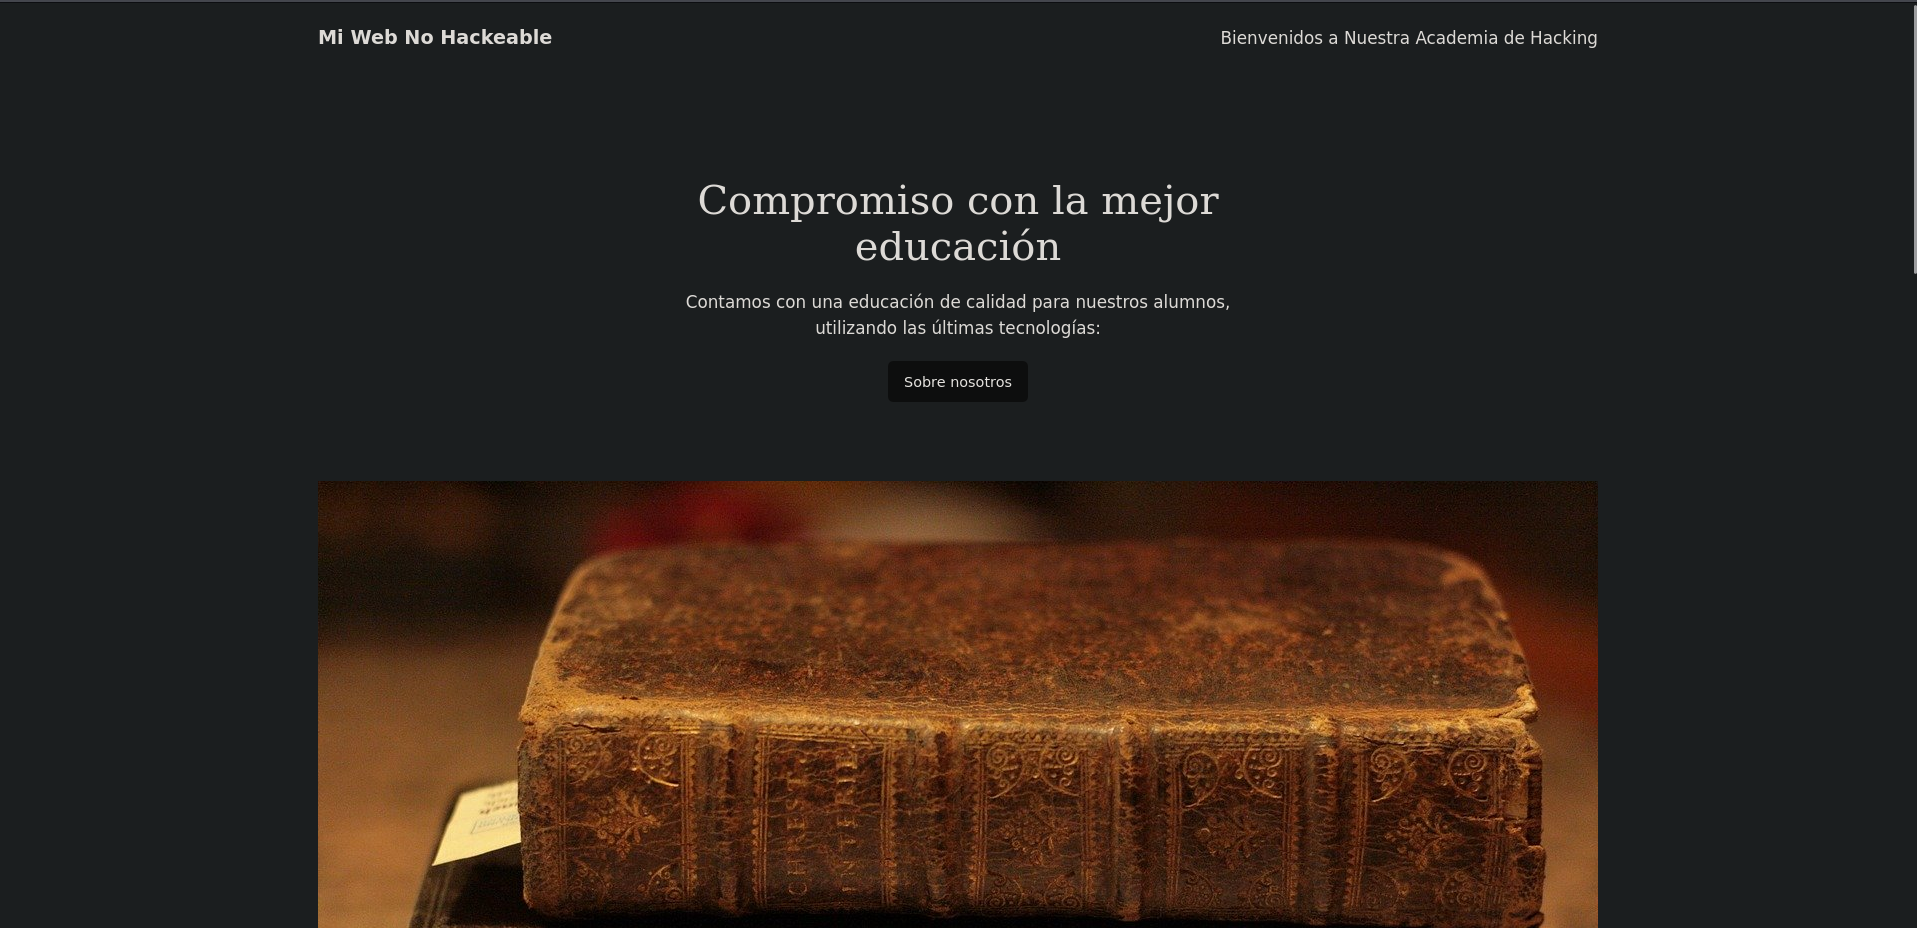 Mi Web No Hackeable
Bienvenidos a Nuestra Academia de Hacking
Compromiso con la mejor
educación
Contamos con una educación de calidad para nuestros alumnos,
utilizando las últimas tecnologías:
Sobre nosotros